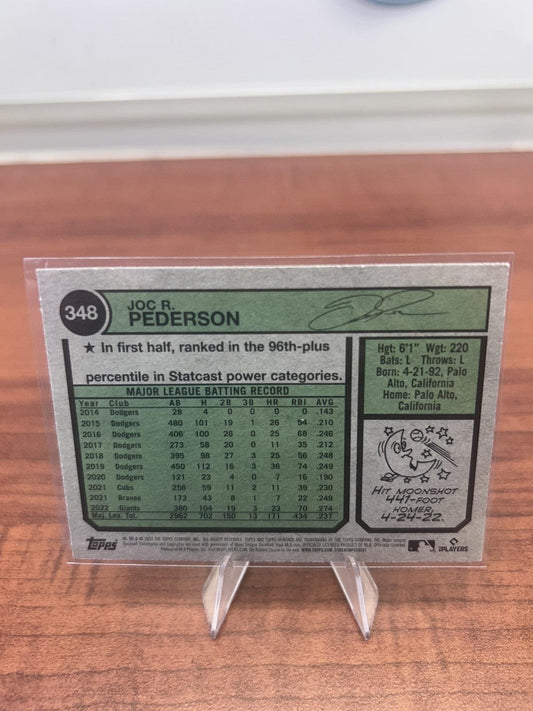 348
JOC R.
PEDERSON
★ In first half, ranked in the 96th-plus
percentile in Statcast power categories.
MAJOR LEAGUE BATTING RECORD
Year Club AB H 2B 3B HR RBI AVG
2014 Dodgers 28 4 0 0 0 0 .143
2015 Dodgers 480 101 19 1 26 54 .210
2016 Dodgers 406 100 26 0 25 68 .246
2017 Dodgers 273 58 20 0 11 35 .212
2018 Dodgers 395 98 27 3 25 56 .248
2019 Dodgers 450 112 16 3 36 74 .249
2020 Dodgers 121 23 4 0 7 16 .190
2021 Cubs 256 59 11 2 11 39 .230
2021 Braves 173 43 8 1 7 22 .249
2022 Giants 380 104 19 3 23 70 .274
Maj. Lea. Tot. 2962 702 150 13 171 434 .237
Hgt: 6'1" Wgt: 220
Bats: L Throws: L
Born: 4-21-92, Palo
Alto, California
Home: Palo Alto,
California
HIT MOONSHOT
441-FOOT
HOMER,
4-24-22.
Topps
MLB PLAYERS